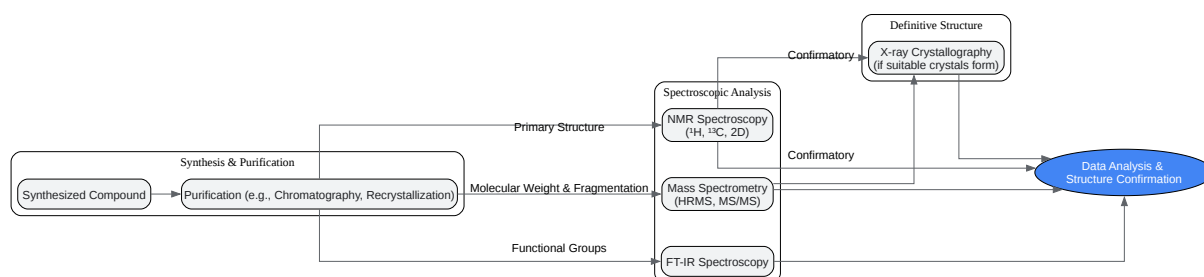 Definitive Structure
X-ray Crystallography
(if suitable crystals form)
Confirmatory
Spectroscopic Analysis
NMR Spectroscopy
(¹H, ¹³C, 2D)
Primary Structure
Confirmatory
Synthesis & Purification
Synthesized Compound
Purification (e.g., Chromatography, Recrystallization)
Molecular Weight & Fragmentation
Mass Spectrometry
(HRMS, MS/MS)
Data Analysis &
Structure Confirmation
Functional Groups
FT-IR Spectroscopy